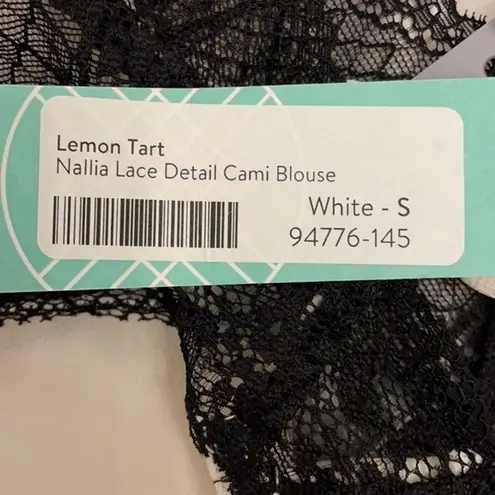 Lemon Tart
Nallia Lace Detail Cami Blouse
White - S
94776-145